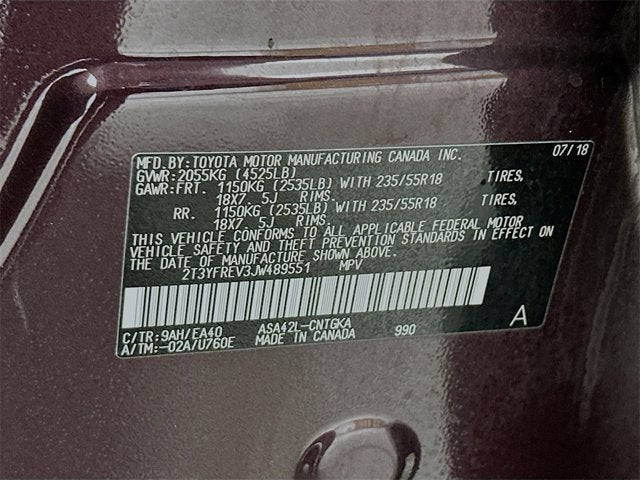 MFD. BY: TOYOTA MOTOR MANUFACTURING CANADA INC. 07/18
GVWR: 2055KG (4525LB)
GAWR: FRT. 1150KG (2535LB) WITH 235/55R18 TIRES,
18X7. 5J RIMS.
RR. 1150KG (2535LB) WITH 235/55R18 TIRES,
18X7. 5J RIMS.
THIS VEHICLE CONFORMS TO ALL APPLICABLE FEDERAL MOTOR
VEHICLE SAFETY AND THEFT PREVENTION STANDARDS IN EFFECT ON
THE DATE OF MANUFACTURE SHOWN ABOVE.
2T3YFREV3JW489551 MPV
C/TR: 9AH/EA40 ASA42L-CNTGKA 990 A
A/TM:-02A/U760E MADE IN CANADA